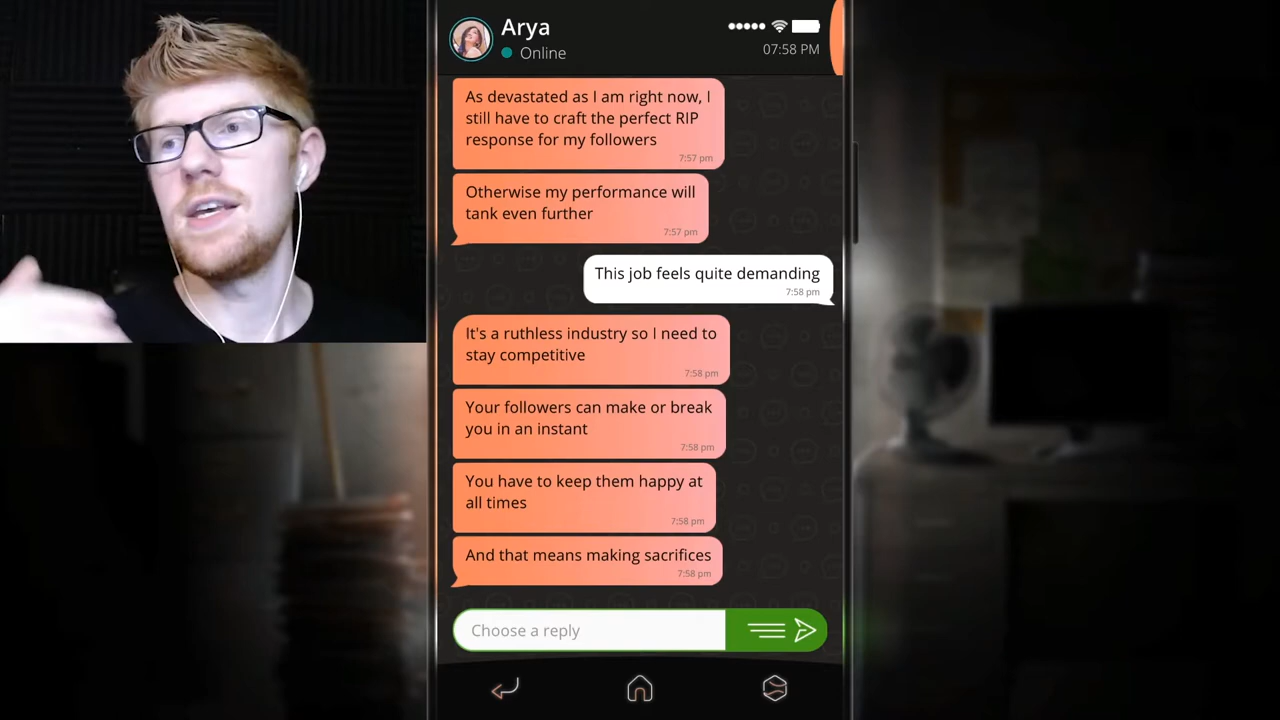 Arya
Online
07:58 PM
As devastated as I am right now, I
still have to craft the perfect RIP
response for my followers
7:57 pm
Otherwise my performance will
tank even further
7:57 pm
This job feels quite demanding
7:58 pm
It's a ruthless industry so I need to
stay competitive
7:58 pm
Your followers can make or break
you in an instant
7:58 pm
You have to keep them happy at
all times
7:58 pm
And that means making sacrifices
7:58 pm
Choose a reply